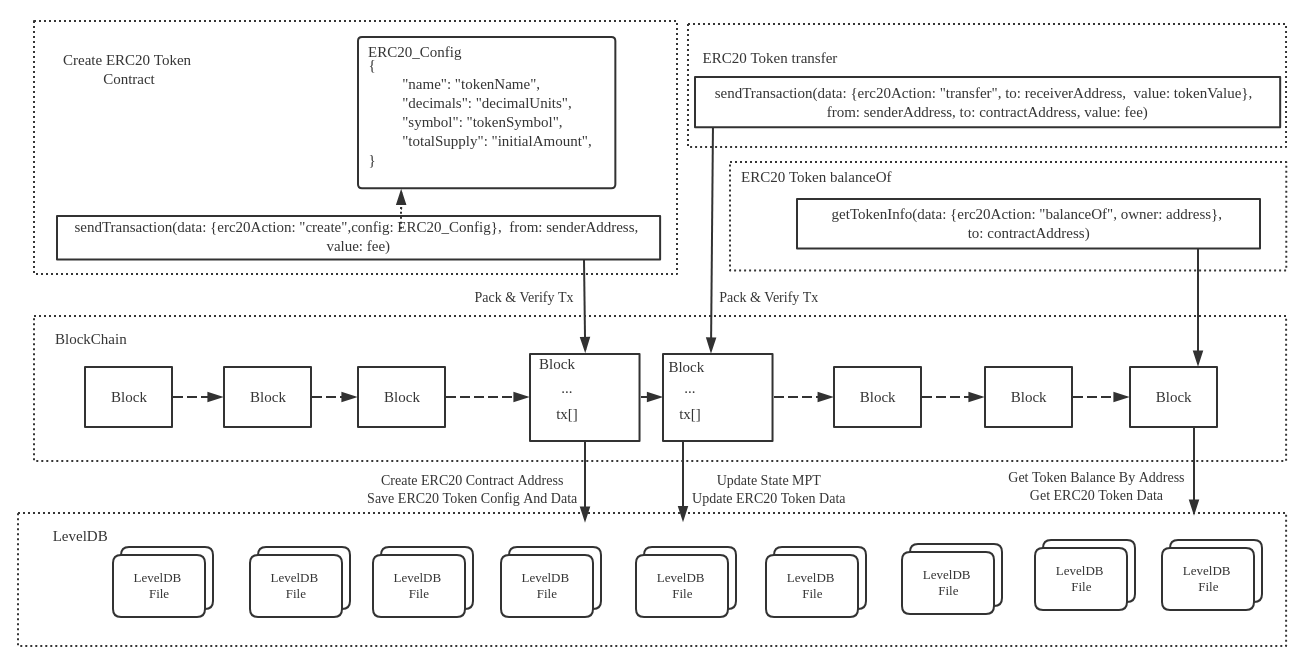 Create ERC20 Token
Contract
ERC20_Config
{
"name": "tokenName",
"decimals": "decimalUnits",
"symbol": "tokenSymbol",
"totalSupply": "initialAmount",
}
sendTransaction(data: {erc20Action: "create",config: ERC20_Config},  from: senderAddress,
value: fee)
ERC20 Token transfer
sendTransaction(data: {erc20Action: "transfer", to: receiverAddress,  value: tokenValue},
from: senderAddress, to: contractAddress, value: fee)
ERC20 Token balanceOf
getTokenInfo(data: {erc20Action: "balanceOf", owner: address},
to: contractAddress)
Pack & Verify Tx
Pack & Verify Tx
BlockChain
Block
Block
Block
Block
...
tx[]
Block
...
tx[]
Block
Block
Block
Create ERC20 Contract Address
Save ERC20 Token Config And Data
Update State MPT
Update ERC20 Token Data
Get Token Balance By Address
Get ERC20 Token Data
LevelDB
LevelDB
File
LevelDB
File
LevelDB
File
LevelDB
File
LevelDB
File
LevelDB
File
LevelDB
File
LevelDB
File
LevelDB
File